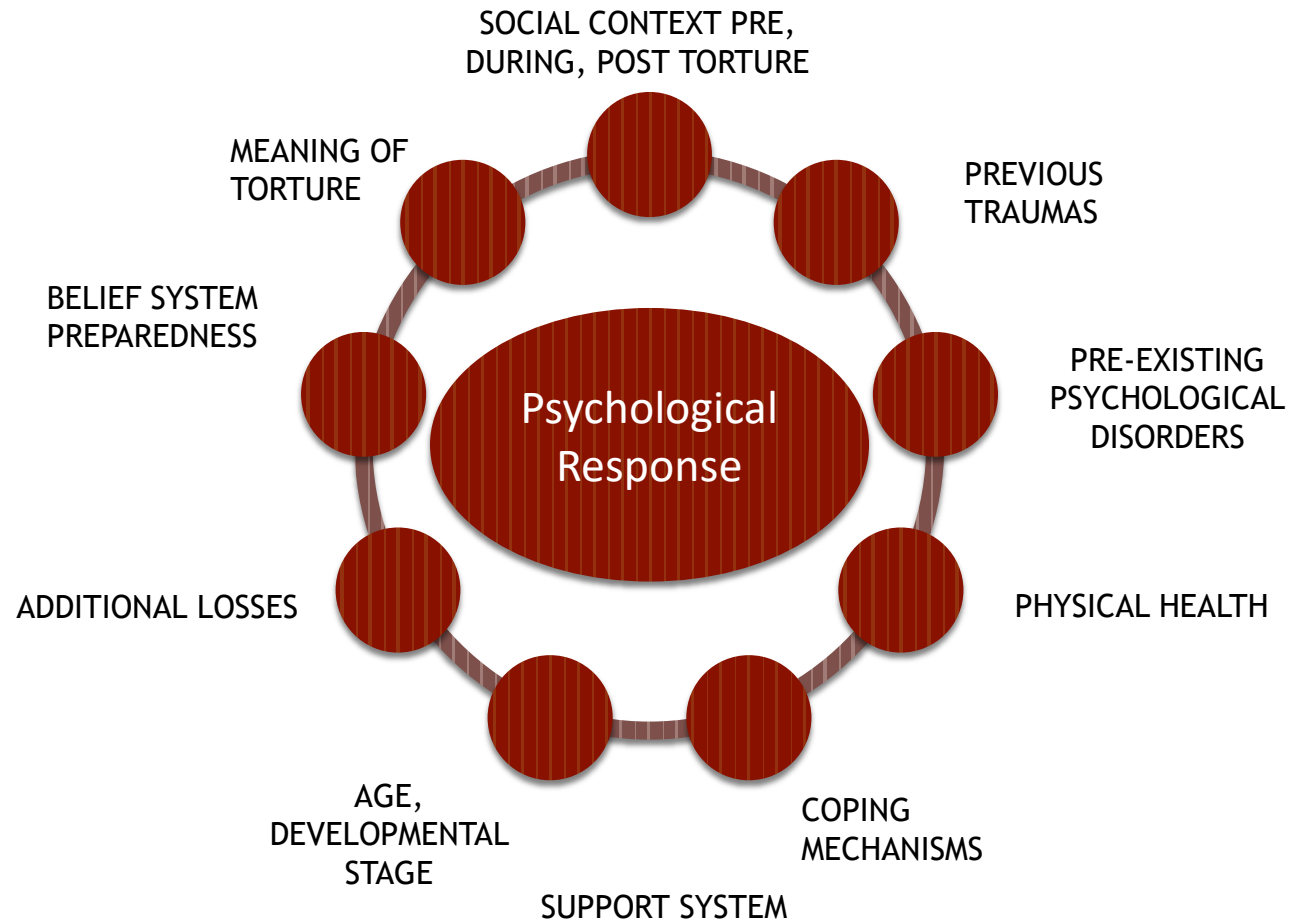 SOCIAL CONTEXT PRE,
DURING, POST TORTURE
PREVIOUS
TRAUMAS
PRE-EXISTING
PSYCHOLOGICAL
DISORDERS
PHYSICAL HEALTH
COPING
MECHANISMS
SUPPORT SYSTEM
AGE,
DEVELOPMENTAL
STAGE
ADDITIONAL LOSSES
BELIEF SYSTEM
PREPAREDNESS
MEANING OF
TORTURE
Psychological
Response